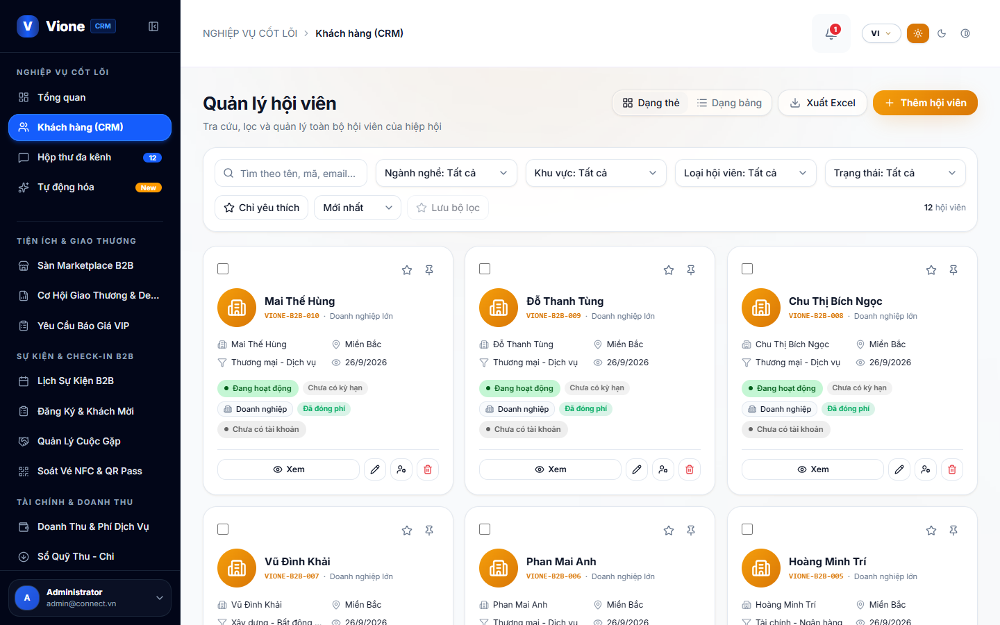 V Vione CRM
NGHIỆP VỤ CỐT LÕI
Tổng quan
Khách hàng (CRM)
Hộp thư đa kênh 12
Tự động hóa New
TIỆN ÍCH & GIAO THƯƠNG
Sàn Marketplace B2B
Cơ Hội Giao Thương & De...
Yêu Cầu Báo Giá VIP
SỰ KIỆN & CHECK-IN B2B
Lịch Sự Kiện B2B
Đăng Ký & Khách Mời
Quản Lý Cuộc Gặp
Soát Vé NFC & QR Pass
TÀI CHÍNH & DOANH THU
Doanh Thu & Phí Dịch Vụ
Sổ Quỹ Thu - Chi
A Administrator
admin@connect.vn
NGHIỆP VỤ CỐT LÕI > Khách hàng (CRM)
1 VI
Quản lý hội viên
Tra cứu, lọc và quản lý toàn bộ hội viên của hiệp hội
Dạng thẻ Dạng bảng Xuất Excel + Thêm hội viên
Tìm theo tên, mã, email... Ngành nghề: Tất cả Khu vực: Tất cả Loại hội viên: Tất cả Trạng thái: Tất cả
Chỉ yêu thích Mới nhất Lưu bộ lọc 12 hội viên
Mai Thế Hùng
VIONE-B2B-010 · Doanh nghiệp lớn
Mai Thế Hùng Miền Bắc
Thương mại - Dịch vụ 26/9/2026
Đang hoạt động Chưa có kỳ hạn
Doanh nghiệp Đã đóng phí
Chưa có tài khoản
Xem
Đỗ Thanh Tùng
VIONE-B2B-009 · Doanh nghiệp lớn
Đỗ Thanh Tùng Miền Bắc
Thương mại - Dịch vụ 26/9/2026
Đang hoạt động Chưa có kỳ hạn
Doanh nghiệp Đã đóng phí
Chưa có tài khoản
Xem
Chu Thị Bích Ngọc
VIONE-B2B-008 · Doanh nghiệp lớn
Chu Thị Bích Ngọc Miền Bắc
Thương mại - Dịch vụ 26/9/2026
Đang hoạt động Chưa có kỳ hạn
Doanh nghiệp Đã đóng phí
Chưa có tài khoản
Xem
Vũ Đình Khải
VIONE-B2B-007 · Doanh nghiệp lớn
Vũ Đình Khải Miền Bắc
Xây dựng - Bất động ... 26/9/2026
Phan Mai Anh
VIONE-B2B-006 · Doanh nghiệp lớn
Phan Mai Anh Miền Bắc
Thương mại - Dịch vụ 26/9/2026
Hoàng Minh Trí
VIONE-B2B-005 · Doanh nghiệp lớn
Hoàng Minh Trí Miền Bắc
Tài chính - Ngân hàng 26/9/2026